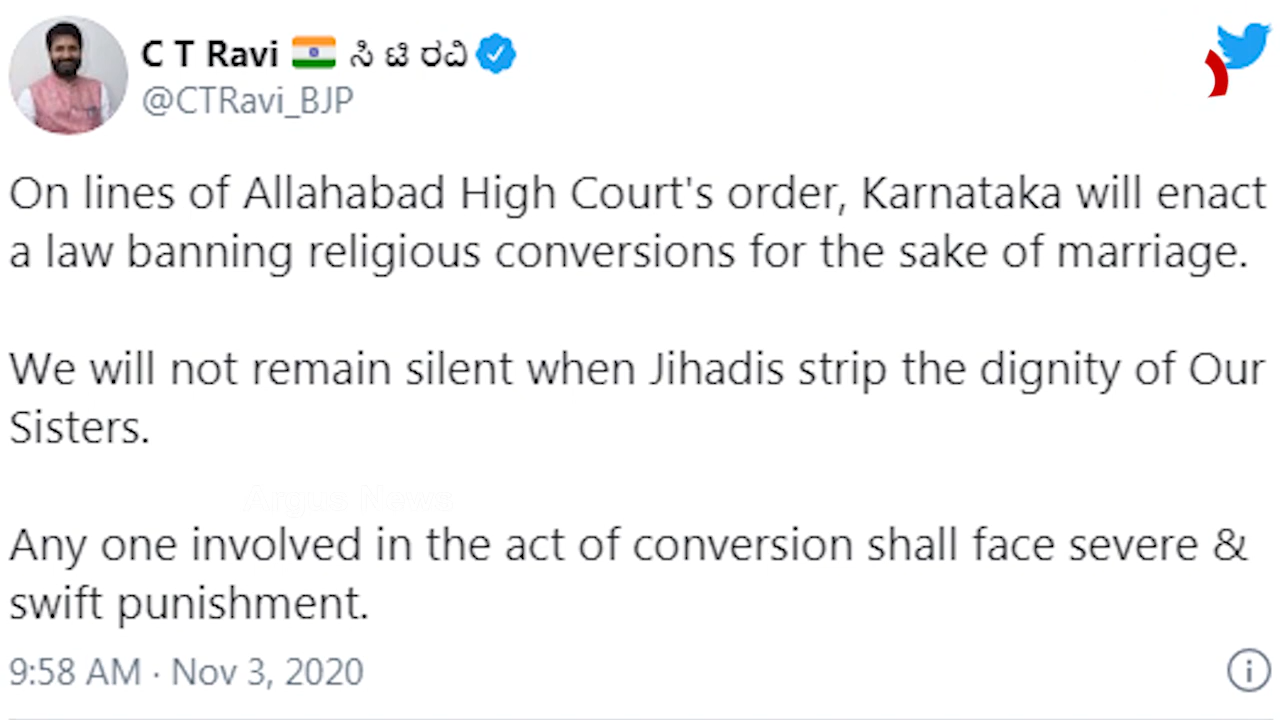 C T Ravi 🇮🇳 ಸಿ ಟಿ ರವಿ
@CTRavi_BJP
On lines of Allahabad High Court's order, Karnataka will enact
a law banning religious conversions for the sake of marriage.
We will not remain silent when Jihadis strip the dignity of Our
Sisters.
Argus News
Any one involved in the act of conversion shall face severe &
swift punishment.
9:58 AM · Nov 3, 2020